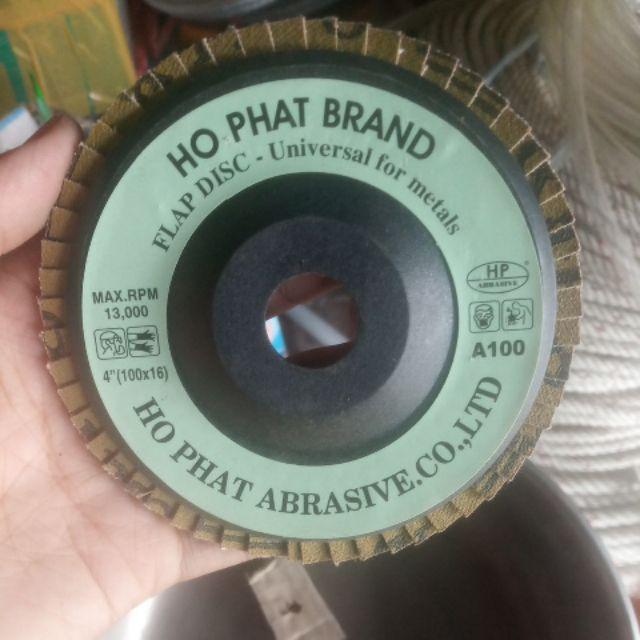 HO PHAT BRAND
FLAP DISC - Universal for metals
MAX.RPM
13,000
4"(100x16)
HP
ABRASIVE
A100
HO PHAT ABRASIVE.CO.,LTD